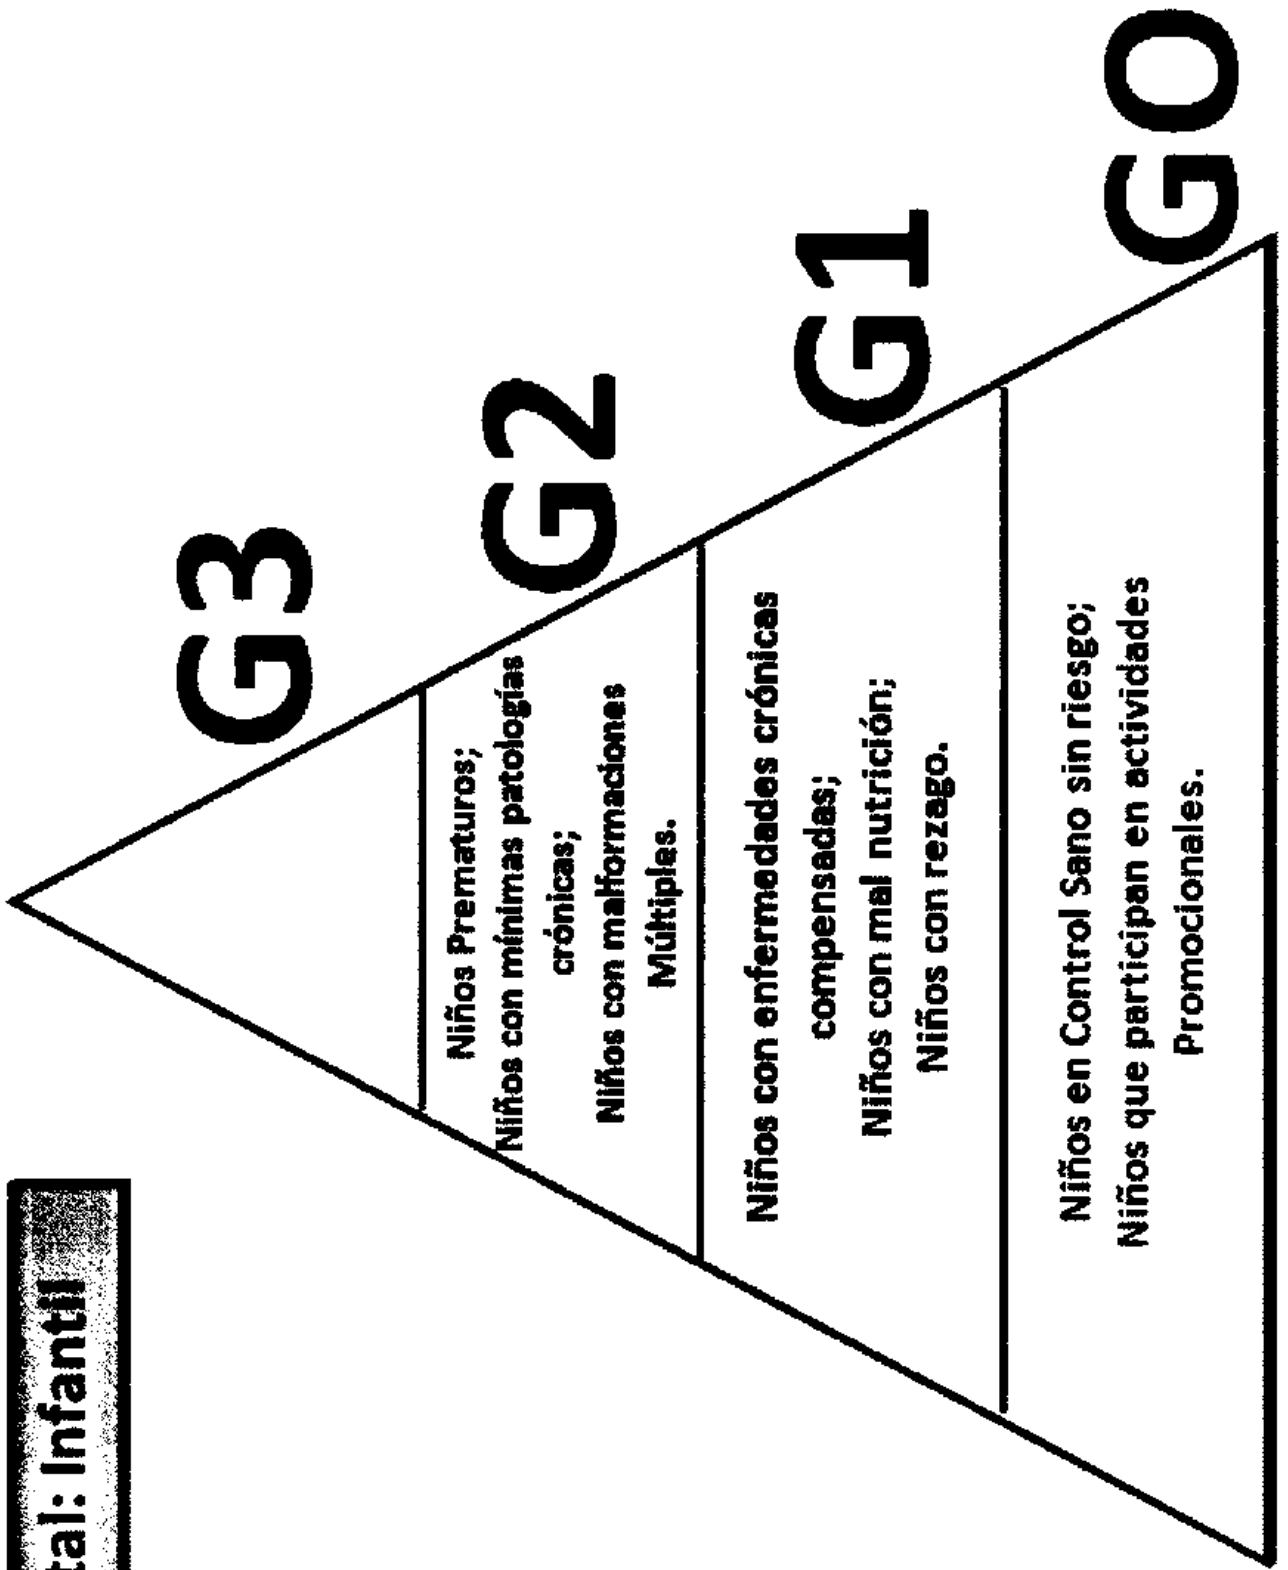 tal: Infantil
G3
G2
Niños Prematuros;
Niños con mínimas patologías
crónicas;
Niños con malformaciones
Múltiples.
G1
Niños con enfermedades crónicas
compensadas;
Niños con mal nutrición;
Niños con rezago.
G0
Niños en Control Sano sin riesgo;
Niños que participan en actividades
Promocionales.